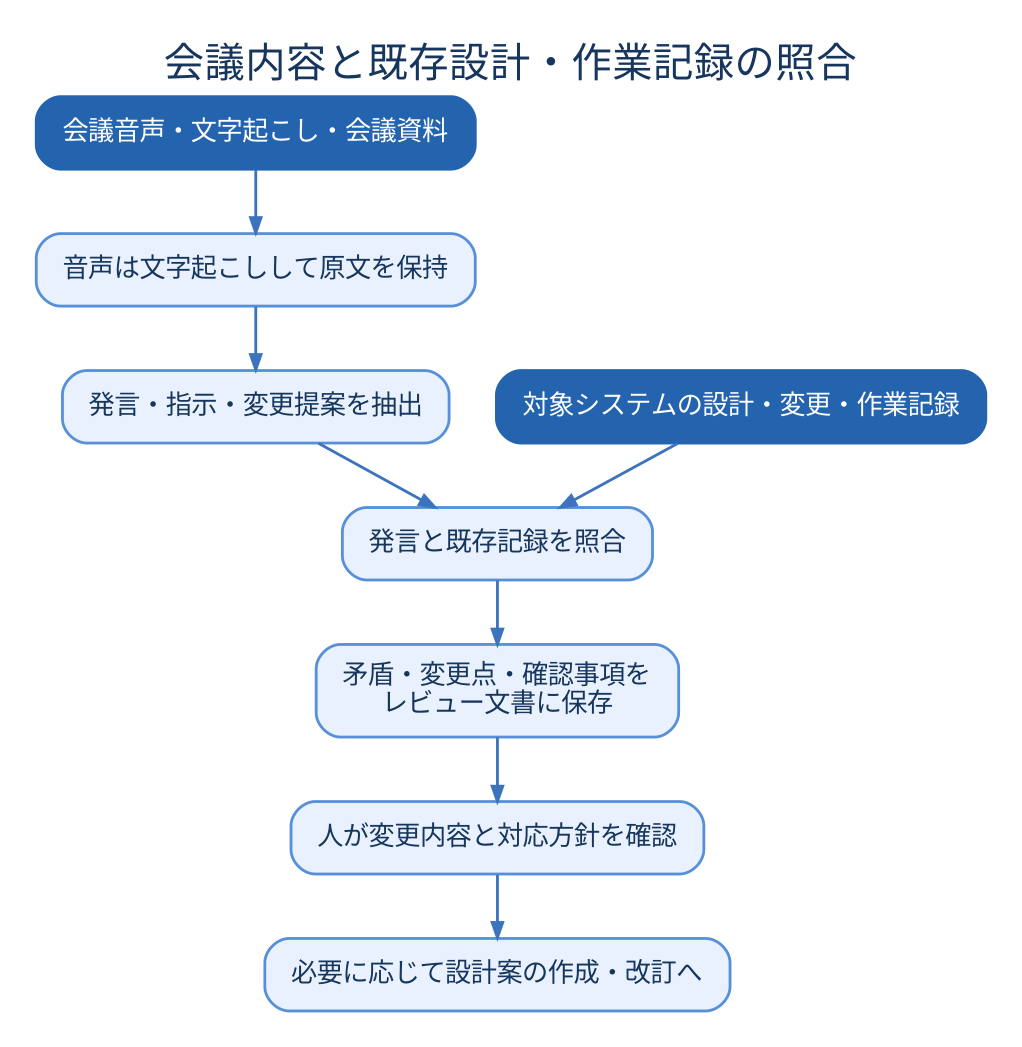 会議内容と既存設計・作業記録の照合
会議音声・文字起こし・会議資料
音声は文字起こしして原文を保持
発言・指示・変更提案を抽出
対象システムの設計・変更・作業記録
発言と既存記録を照合
矛盾・変更点・確認事項を
レビュー文書に保存
人が変更内容と対応方針を確認
必要に応じて設計案の作成・改訂へ